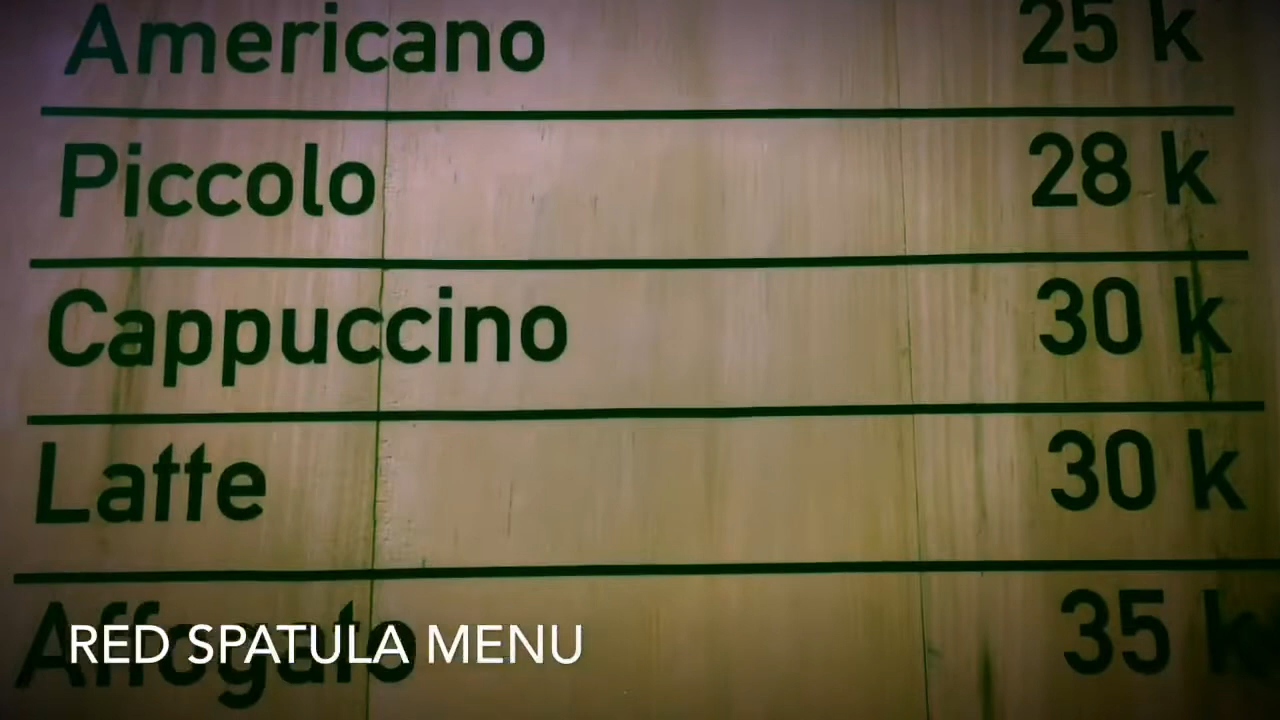 Americano 25 k
Piccolo 28 k
Cappuccino 30 k
Latte 30 k
Affogato 35 k
RED SPATULA MENU